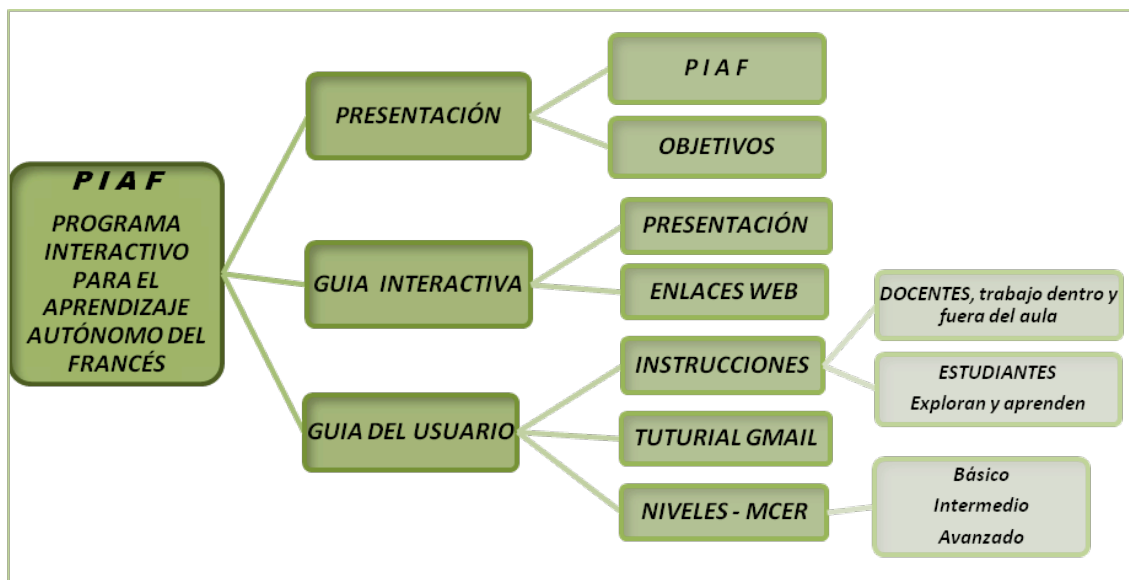 P I A F
PROGRAMA
INTERACTIVO
PARA EL
APRENDIZAJE
AUTÓNOMO DEL
FRANCÉS
PRESENTACIÓN
P I A F
OBJETIVOS
GUIA INTERACTIVA
PRESENTACIÓN
ENLACES WEB
GUIA DEL USUARIO
INSTRUCCIONES
DOCENTES, trabajo dentro y
fuera del aula
ESTUDIANTES
Exploran y aprenden
TUTURIAL GMAIL
NIVELES - MCER
Básico
Intermedio
Avanzado